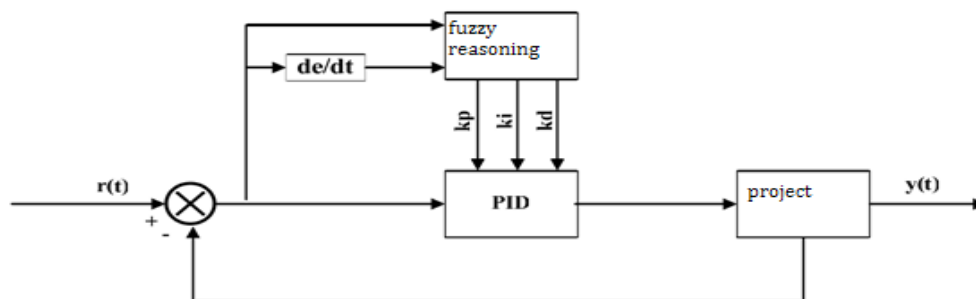 fuzzy
reasoning
de/dt
kp
ki
kd
r(t)
+
-
PID
project
y(t)